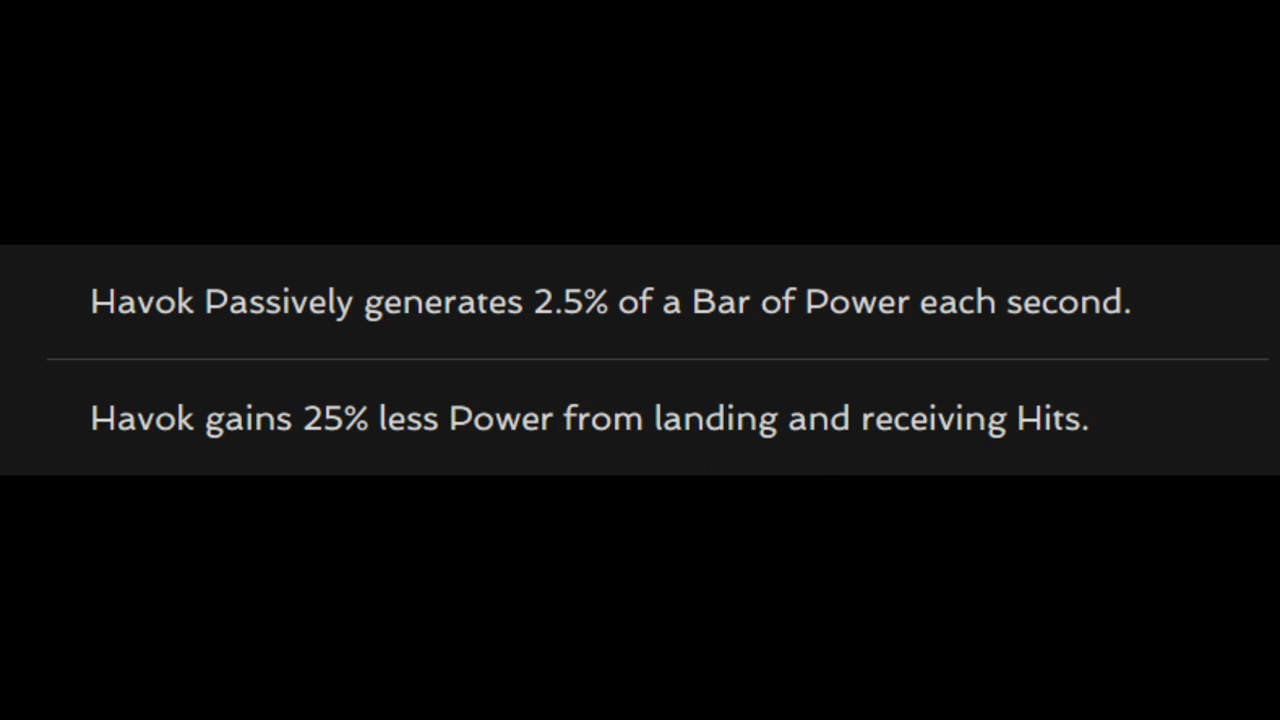 Havok Passively generates 2.5% of a Bar of Power each second.
Havok gains 25% less Power from landing and receiving Hits.